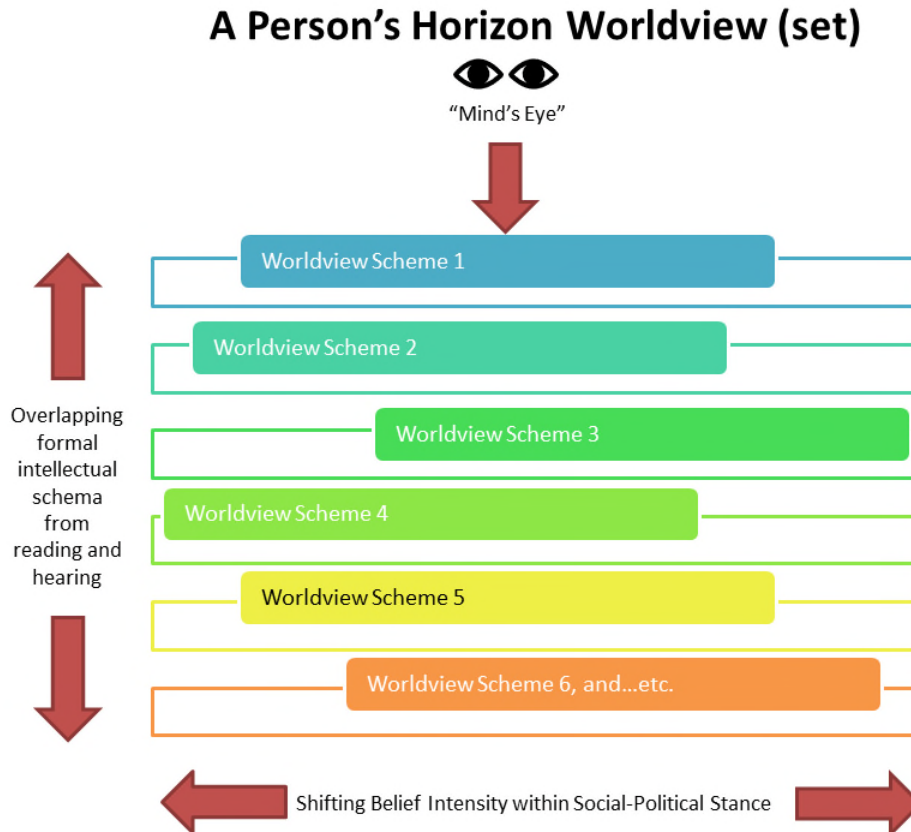 A Person’s Horizon Worldview (set)
“Mind’s Eye”
Worldview Scheme 1
Worldview Scheme 2
Worldview Scheme 3
Worldview Scheme 4
Worldview Scheme 5
Worldview Scheme 6, and...etc.
Overlapping
formal
intellectual
schema
from
reading and
hearing
Shifting Belief Intensity within Social-Political Stance